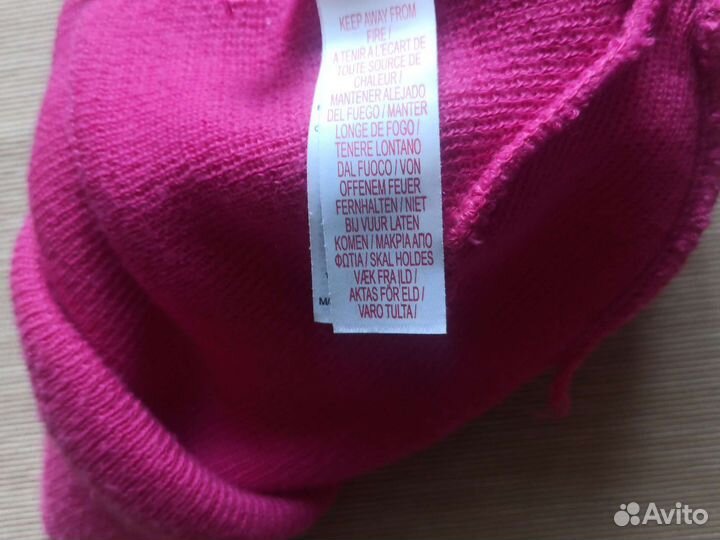 KEEP AWAY FROM
FIRE /
A TENIR À L'ÉCART DE
TOUTE SOURCE DE
CHALEUR /
MANTENER ALEJADO
DEL FUEGO / MANTER
LONGE DE FOGO /
TENERE LONTANO
DAL FUOCO / VON
OFFENEM FEUER
FERNHALTEN / NIET
BIJ VUUR LATEN
KOMEN / ΜΑΚΡΙΑ ΑΠΟ
ΦΩΤΙΑ / SKAL HOLDES
VÆK FRA ILD /
AKTAS FÖR ELD /
VARO TULTA /
Avito